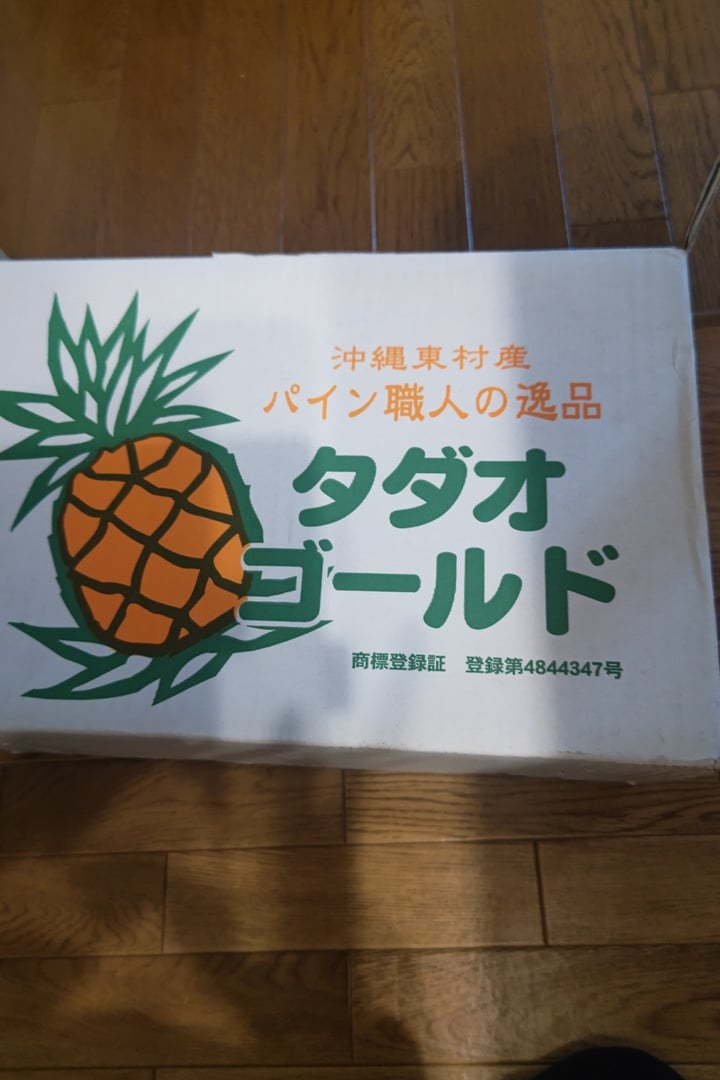 沖縄東村産
パイン職人の逸品
タダオ
ゴールド
商標登録証　登録第4844347号